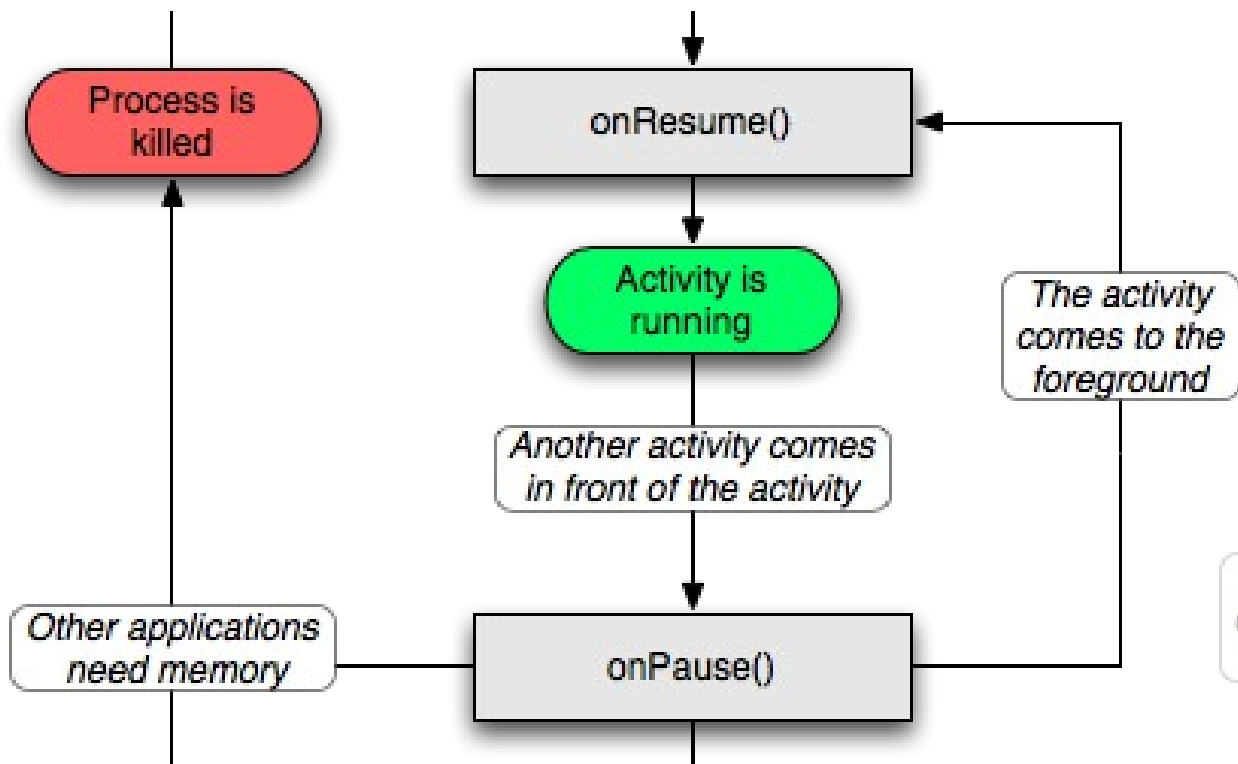 Process is
killed
onResume()
Activity is
running
The activity
comes to the
foreground
Another activity comes
in front of the activity
Other applications
need memory
onPause()